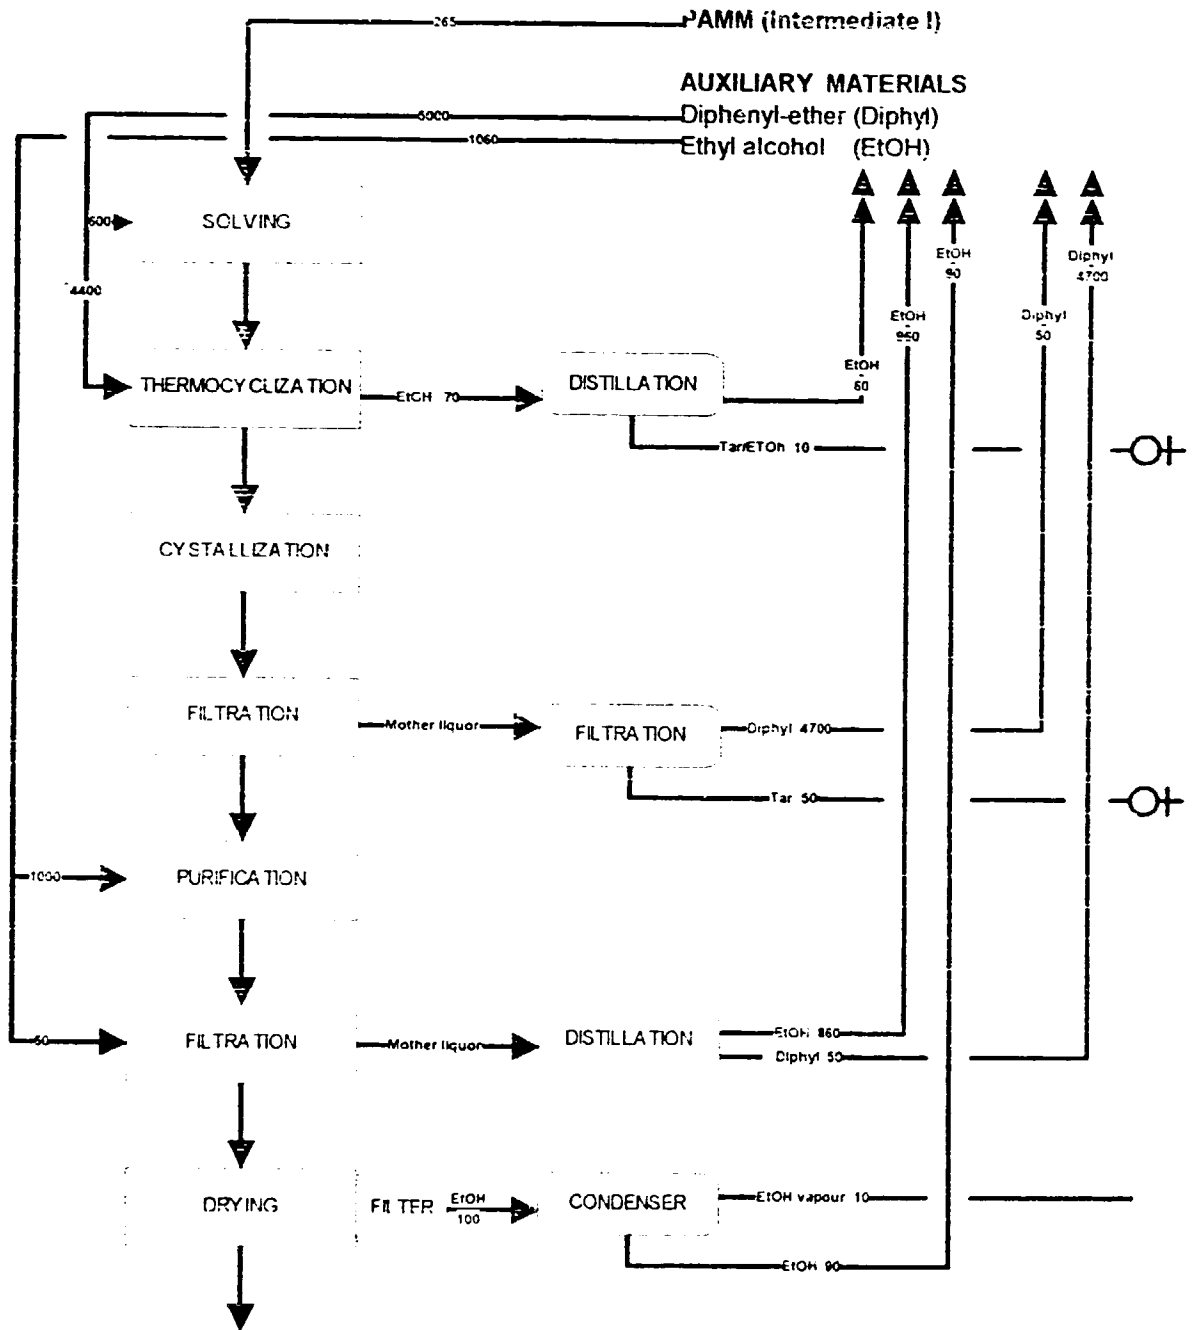 265
PAMM (Intermediate I)
AUXILIARY MATERIALS
Diphenyl-ether (Diphyl)
5000
Ethyl alcohol (EtOH)
1060
SOLVING
600
4400
EtOH
90
Diphyl
4700
EtOH
Diphyl
50
EtOH
60
THERMOCYCLIZATION
EtOH 70
DISTILLATION
Tar/ETOh 10
CYSTALLIZATION
FILTRATION
Mother liquor
FILTRATION
Diphyl 4700
Tar 50
1000
PURIFICATION
FILTRATION
Mother liquor
DISTILLATION
EtOH 860
Diphyl 50
DRYING
FILTER
EtOH
100
CONDENSER
EtOH vapour 10
EtOH 90